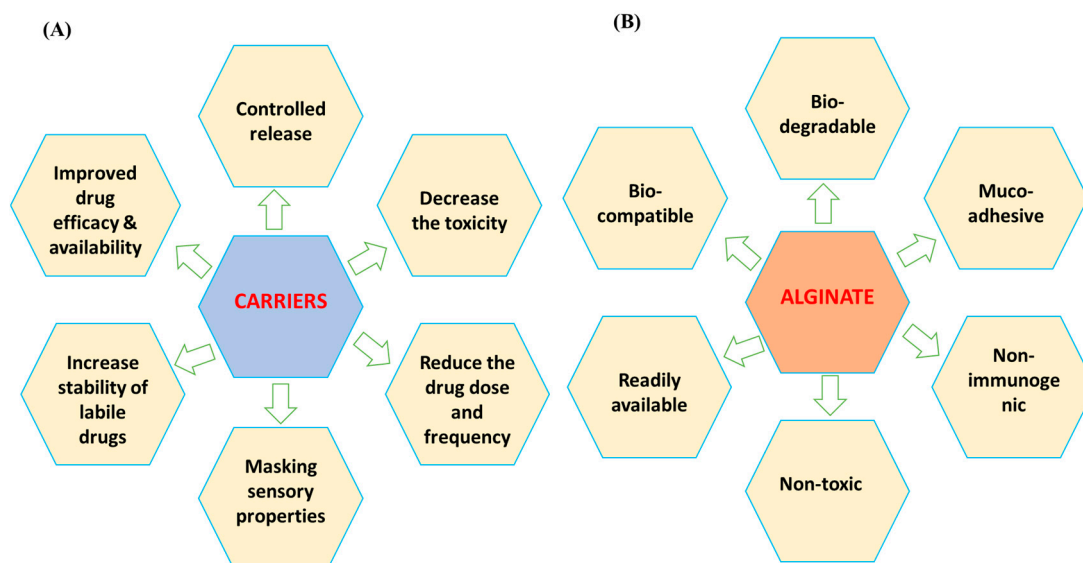 (A)
Controlled
release
Improved
drug
efficacy &
availability
Decrease
the toxicity
CARRIERS
Increase
stability of
labile
drugs
Reduce the
drug dose
and
frequency
Masking
sensory
properties
(B)
Bio-
degradable
Bio-
compatible
Muco-
adhesive
ALGINATE
Readily
available
Non-
immunoge
nic
Non-toxic